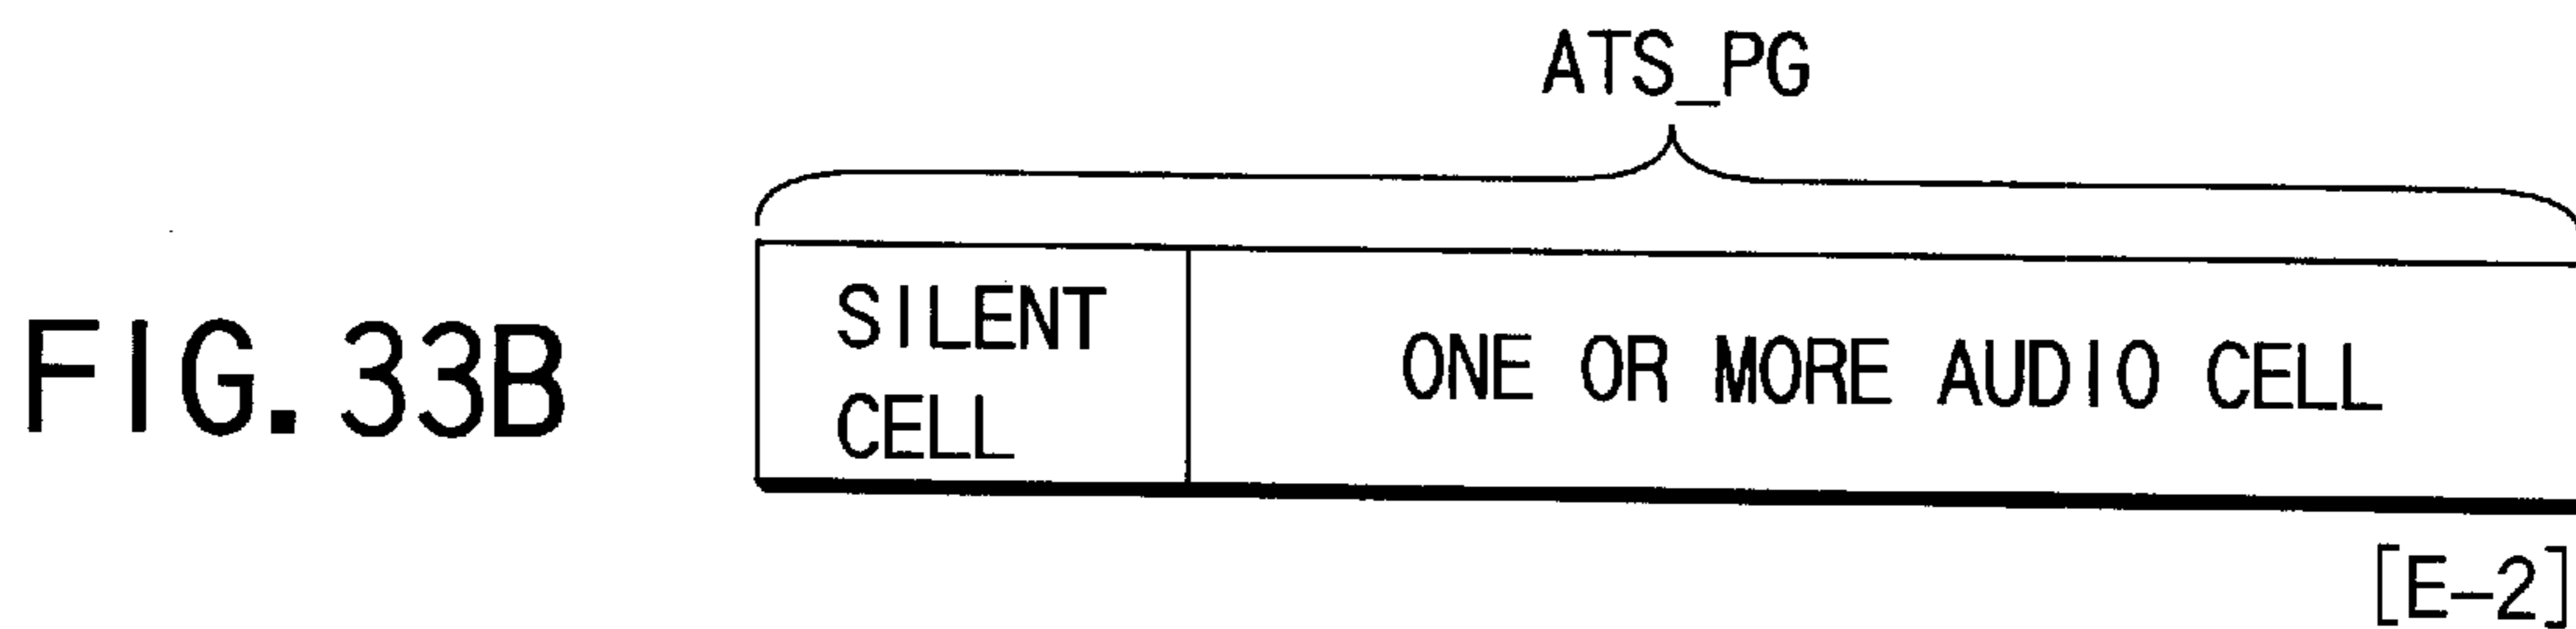 ATS_PG
FIG. 33B
SILENT
CELL
ONE OR MORE AUDIO CELL
[E-2]